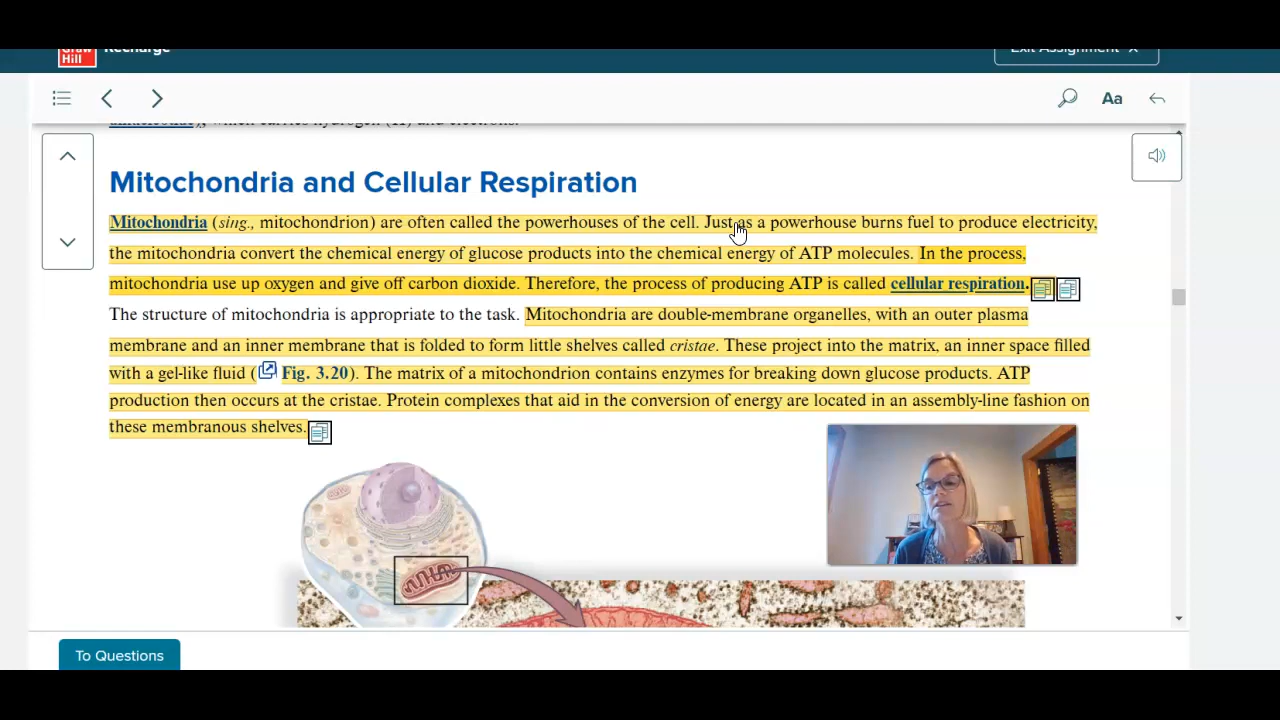 Graw
Hill
Recharge
Exit Assignment X
Aa
Mitochondria and Cellular Respiration
Mitochondria (sing., mitochondrion) are often called the powerhouses of the cell. Just as a powerhouse burns fuel to produce electricity,
the mitochondria convert the chemical energy of glucose products into the chemical energy of ATP molecules. In the process,
mitochondria use up oxygen and give off carbon dioxide. Therefore, the process of producing ATP is called cellular respiration.
The structure of mitochondria is appropriate to the task. Mitochondria are double-membrane organelles, with an outer plasma
membrane and an inner membrane that is folded to form little shelves called cristae. These project into the matrix, an inner space filled
with a gel-like fluid ( Fig. 3.20). The matrix of a mitochondrion contains enzymes for breaking down glucose products. ATP
production then occurs at the cristae. Protein complexes that aid in the conversion of energy are located in an assembly-line fashion on
these membranous shelves.
To Questions